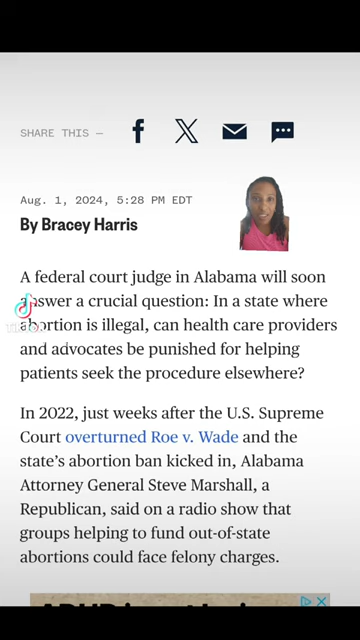 SHARE THIS —
Aug. 1, 2024, 5:28 PM EDT
By Bracey Harris
A federal court judge in Alabama will soon
answer a crucial question: In a state where
abortion is illegal, can health care providers
and advocates be punished for helping
patients seek the procedure elsewhere?
In 2022, just weeks after the U.S. Supreme
Court overturned Roe v. Wade and the
state's abortion ban kicked in, Alabama
Attorney General Steve Marshall, a
Republican, said on a radio show that
groups helping to fund out-of-state
abortions could face felony charges.